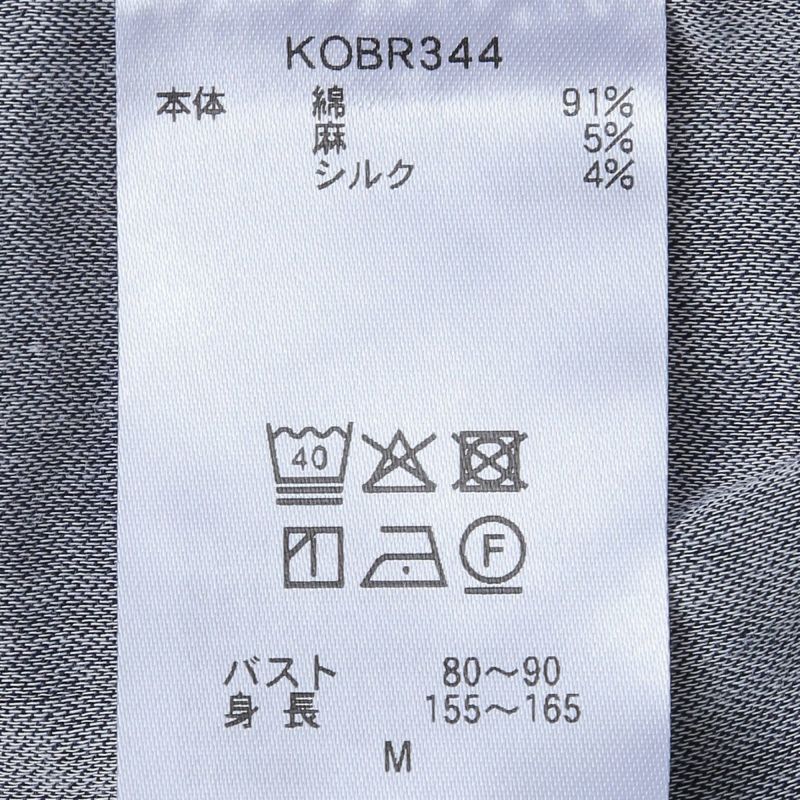 KOBR344
本体 綿 91%
麻 5%
シルク 4%
40
F
バスト 80～90
身長 155～165
M